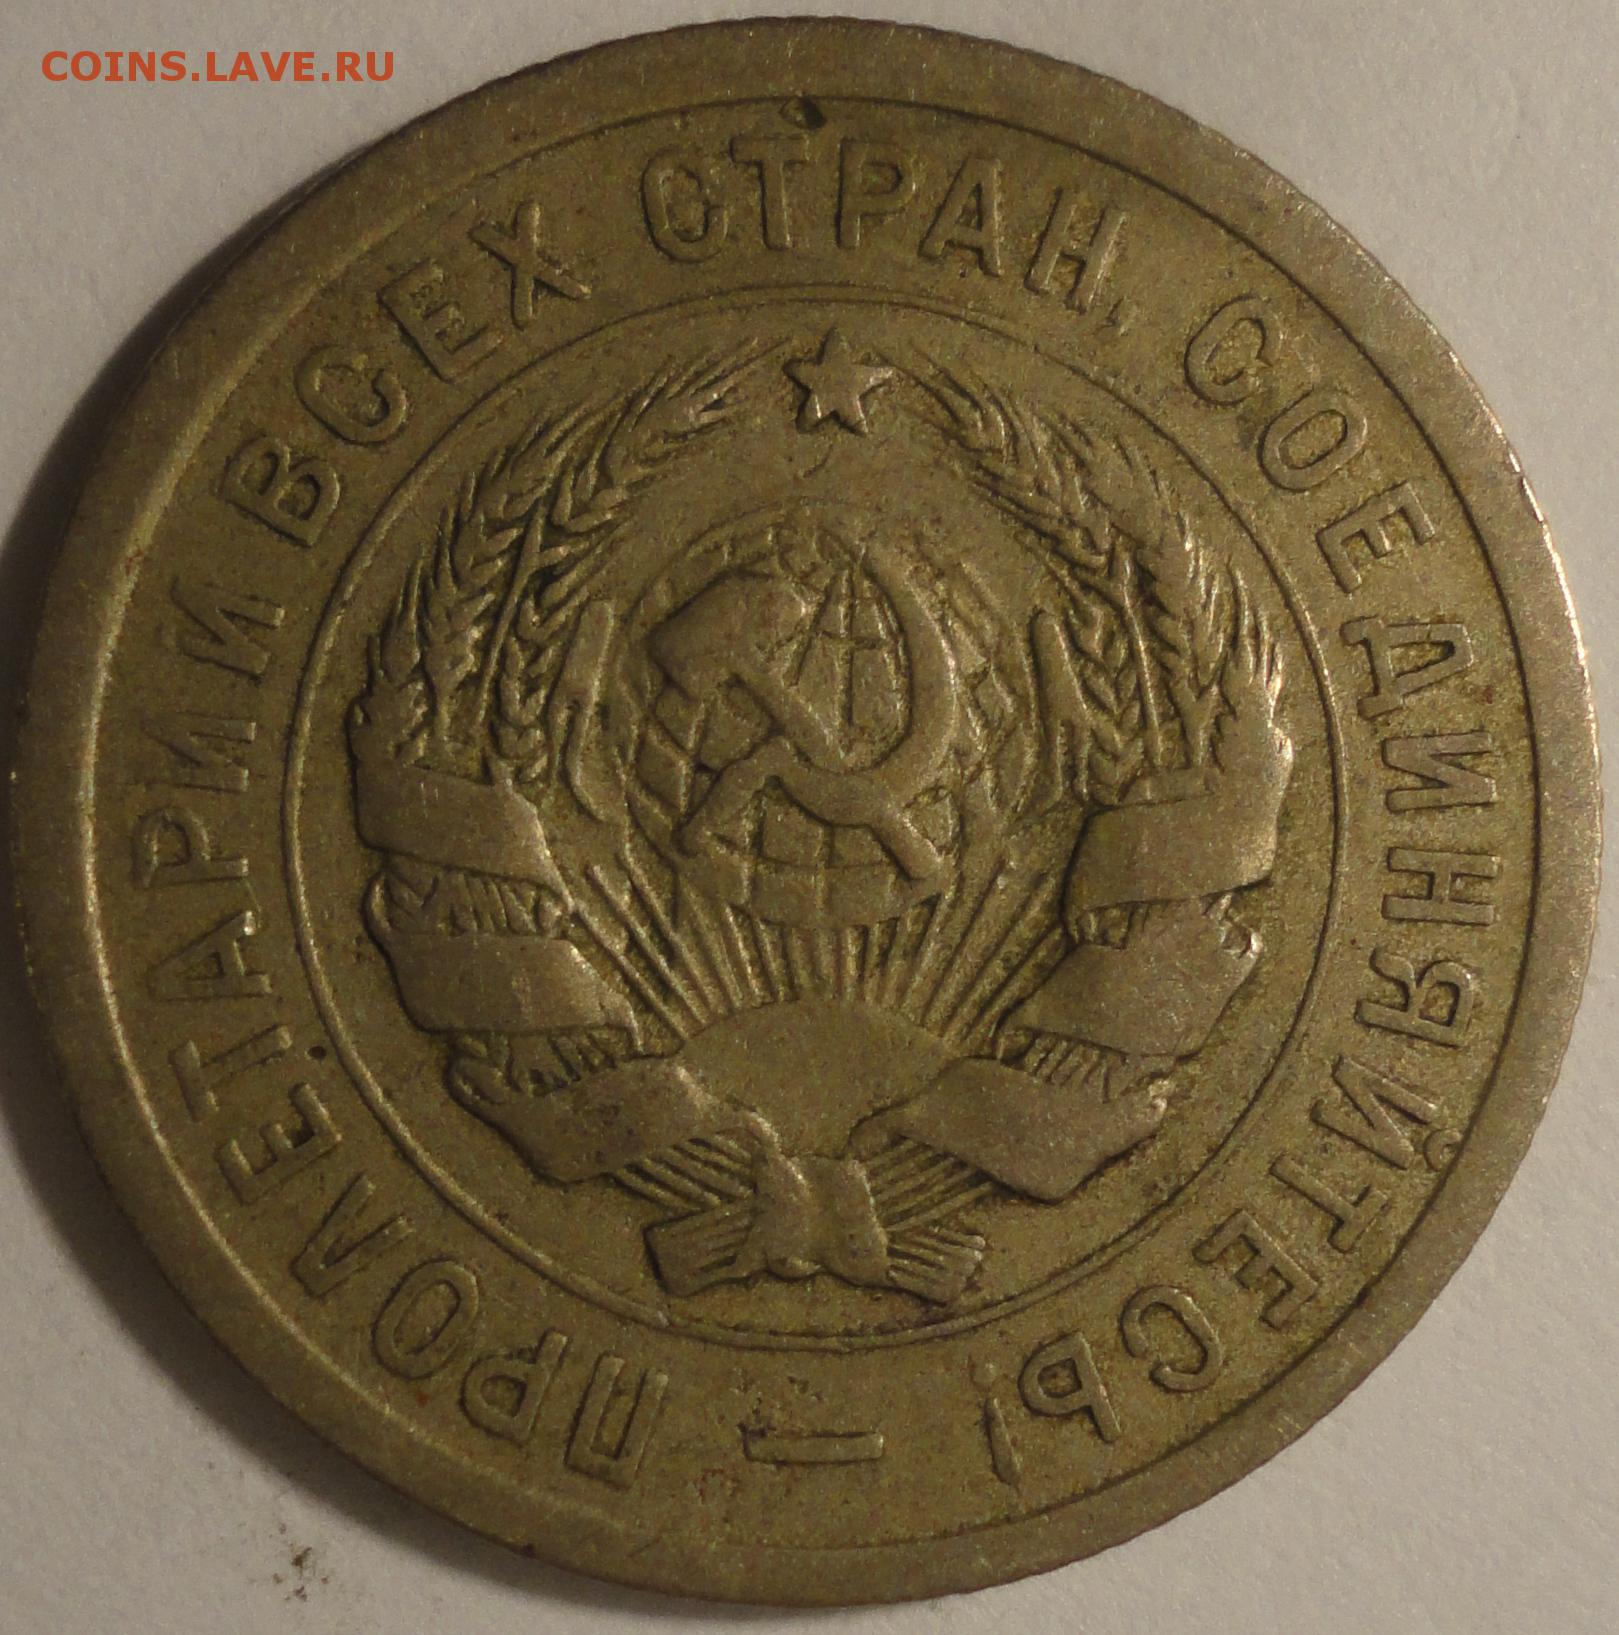 COINS.LAVE.RU
ПРОЛЕТАРИИ ВСЕХ СТРАН, СОЕДИНЯЙТЕСЬ! —